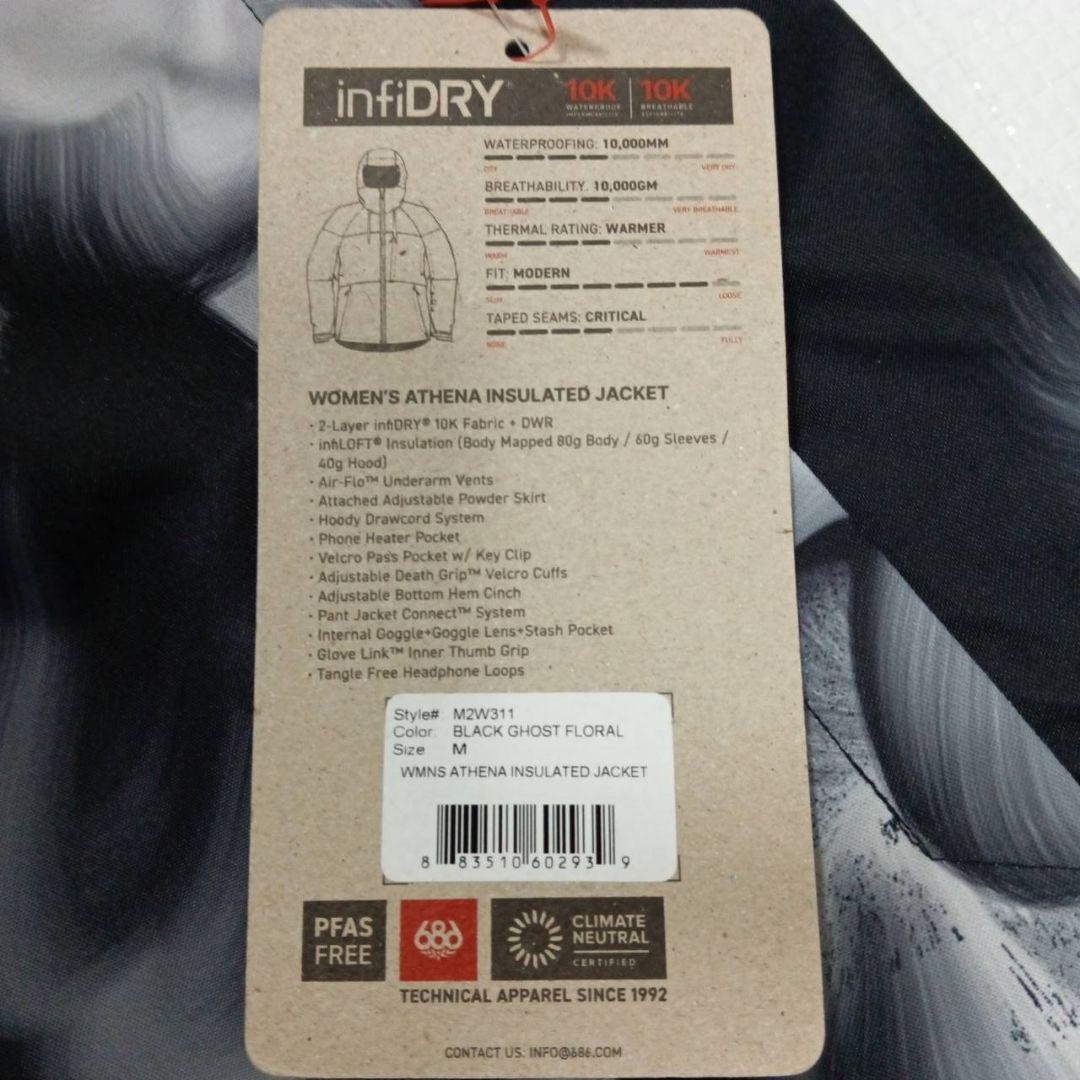 infiDRY 10K 10K
WATERPROOF BREATHABLE
WATERPROOFING: 10,000MM
DRY VERY DRY
BREATHABILITY. 10,000GM
BREATHABLE VERY BREATHABLE
THERMAL RATING: WARMER
WARM WARMEST
FIT: MODERN
SLIM LOOSE
TAPED SEAMS: CRITICAL
NONE FULLY
WOMEN'S ATHENA INSULATED JACKET
· 2-Layer infiDRY® 10K Fabric + DWR
· infiLOFT® Insulation (Body Mapped 80g Body / 60g Sleeves /
40g Hood)
· Air-Flo™ Underarm Vents
· Attached Adjustable Powder Skirt
· Hoody Drawcord System
· Phone Heater Pocket
· Velcro Pass Pocket w/ Key Clip
· Adjustable Death Grip™ Velcro Cuffs
· Adjustable Bottom Hem Cinch
· Pant Jacket Connect™ System
· Internal Goggle+Goggle Lens+Stash Pocket
· Glove Link™ Inner Thumb Grip
· Tangle Free Headphone Loops
Style# M2W311
Color: BLACK GHOST FLORAL
Size M
WMNS ATHENA INSULATED JACKET
8 83510 60293 9
PFAS FREE
686
CLIMATE
NEUTRAL
CERTIFIED
TECHNICAL APPAREL SINCE 1992
CONTACT US: INFO@686.COM